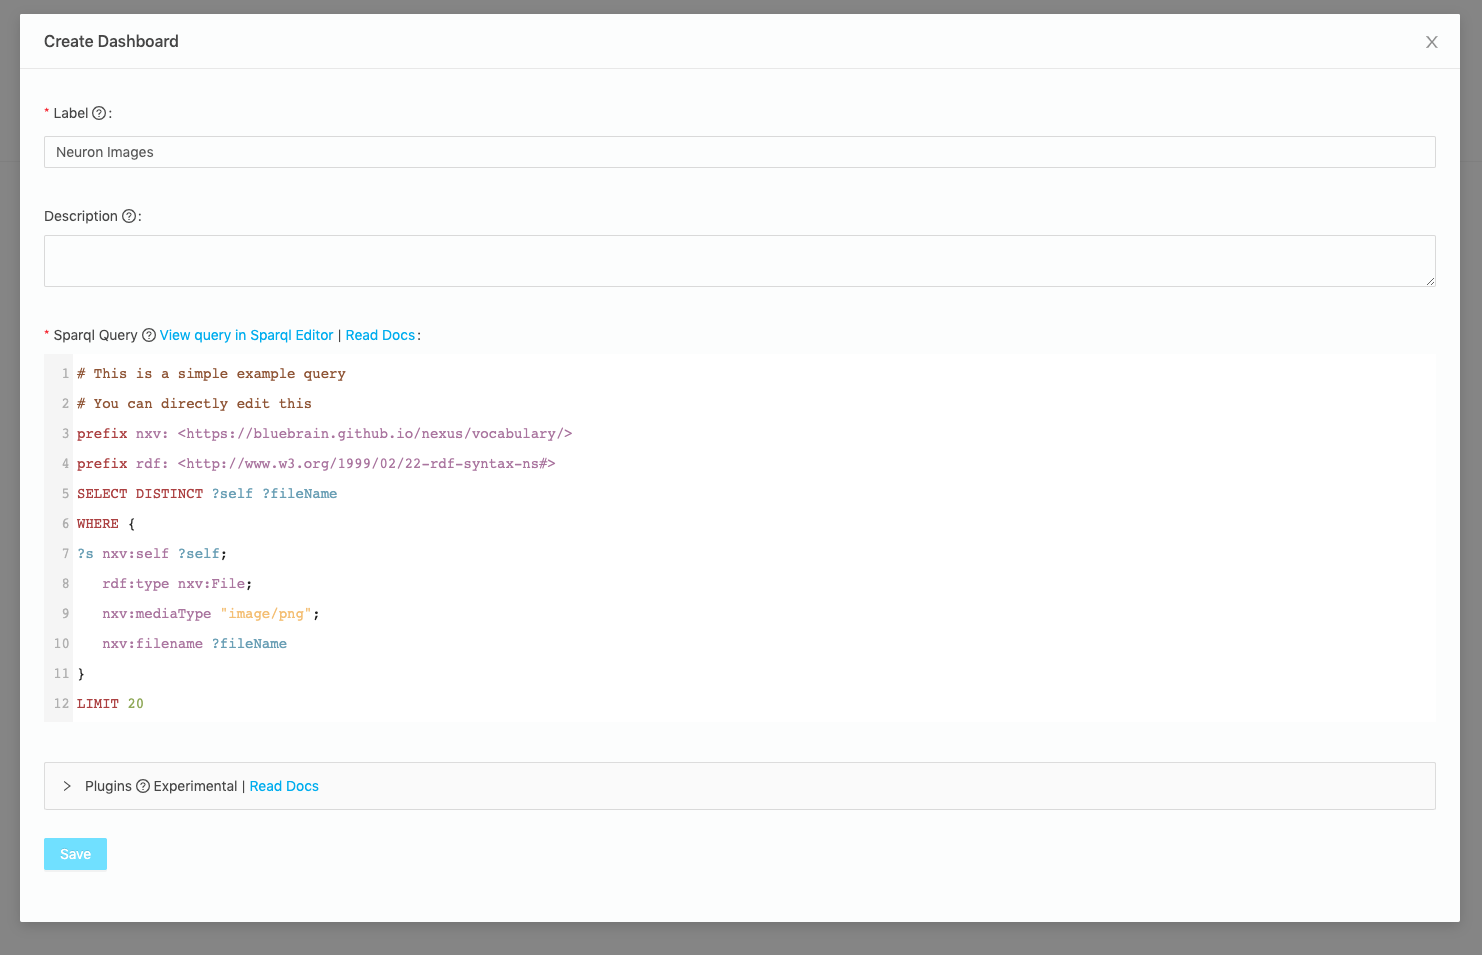 Create Dashboard
* Label ? :
Neuron Images
Description ? :
* Sparql Query ? View query in Sparql Editor | Read Docs :
1 # This is a simple example query
2 # You can directly edit this
3 prefix nxv: <https://bluebrain.github.io/nexus/vocabulary/>
4 prefix rdf: <http://www.w3.org/1999/02/22-rdf-syntax-ns#>
5 SELECT DISTINCT ?self ?fileName
6 WHERE {
7 ?s nxv:self ?self;
8    rdf:type nxv:File;
9    nxv:mediaType "image/png";
10    nxv:filename ?fileName
11 }
12 LIMIT 20
Plugins ? Experimental | Read Docs
Save